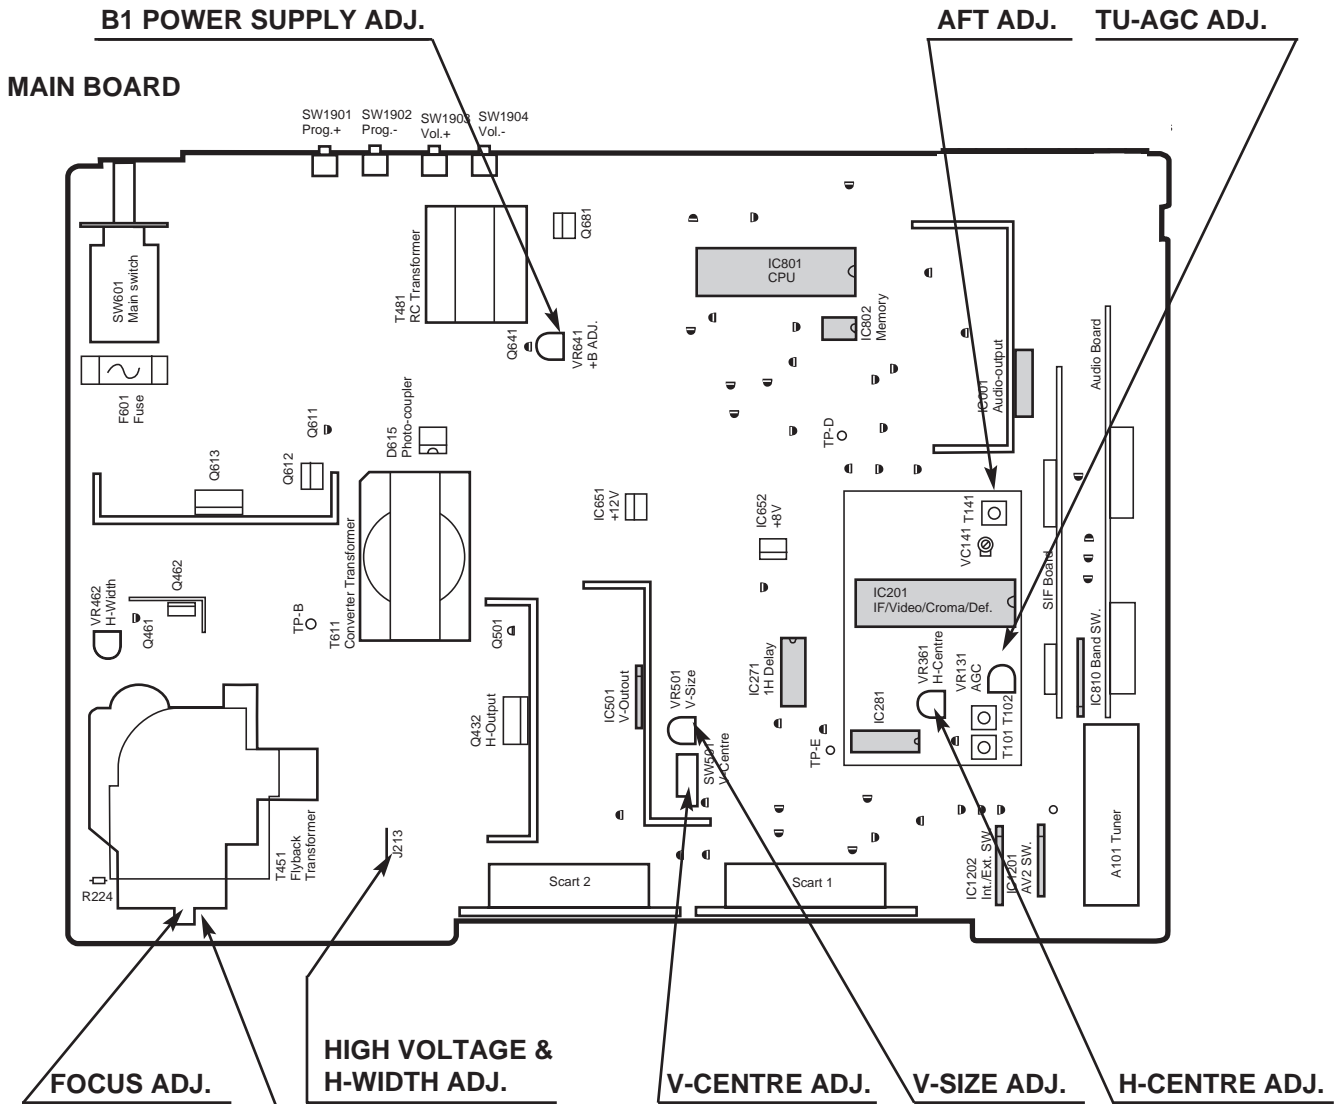 B1 POWER SUPPLY ADJ.
AFT ADJ.
TU-AGC ADJ.
MAIN BOARD
SW1901
Prog.+
SW1902
Prog.-
SW1903
Vol.+
SW1904
Vol.-
SW601
Main switch
F601
Fuse
T481
RC Transformer
Q681
Q641
VR641
+B ADJ.
IC801
CPU
IC802
Memory
IC001
Audio-output
Audio Board
Q611
Q612
Q613
D615
Photo-coupler
TP-D
IC651
+12V
IC652
+8V
T141
VC141
SIF Board
VR462
H-Width
Q462
Q461
TP-B
T611
Converter Transformer
Q501
IC201
IF/Video/Croma/Def.
IC501
V-Outout
VR501
V-Size
IC271
1H Delay
VR361
H-Centre
VR131
AGC
IC810 Band SW.
Q432
H-Output
SW501
V-Centre
IC281
TP-E
T101 T102
T451
Flyback
Transformer
J213
R224
Scart 2
Scart 1
IC1202
Int./Ext. SW.
IC1201
AV2 SW.
A101 Tuner
FOCUS ADJ.
HIGH VOLTAGE &
H-WIDTH ADJ.
V-CENTRE ADJ.
V-SIZE ADJ.
H-CENTRE ADJ.